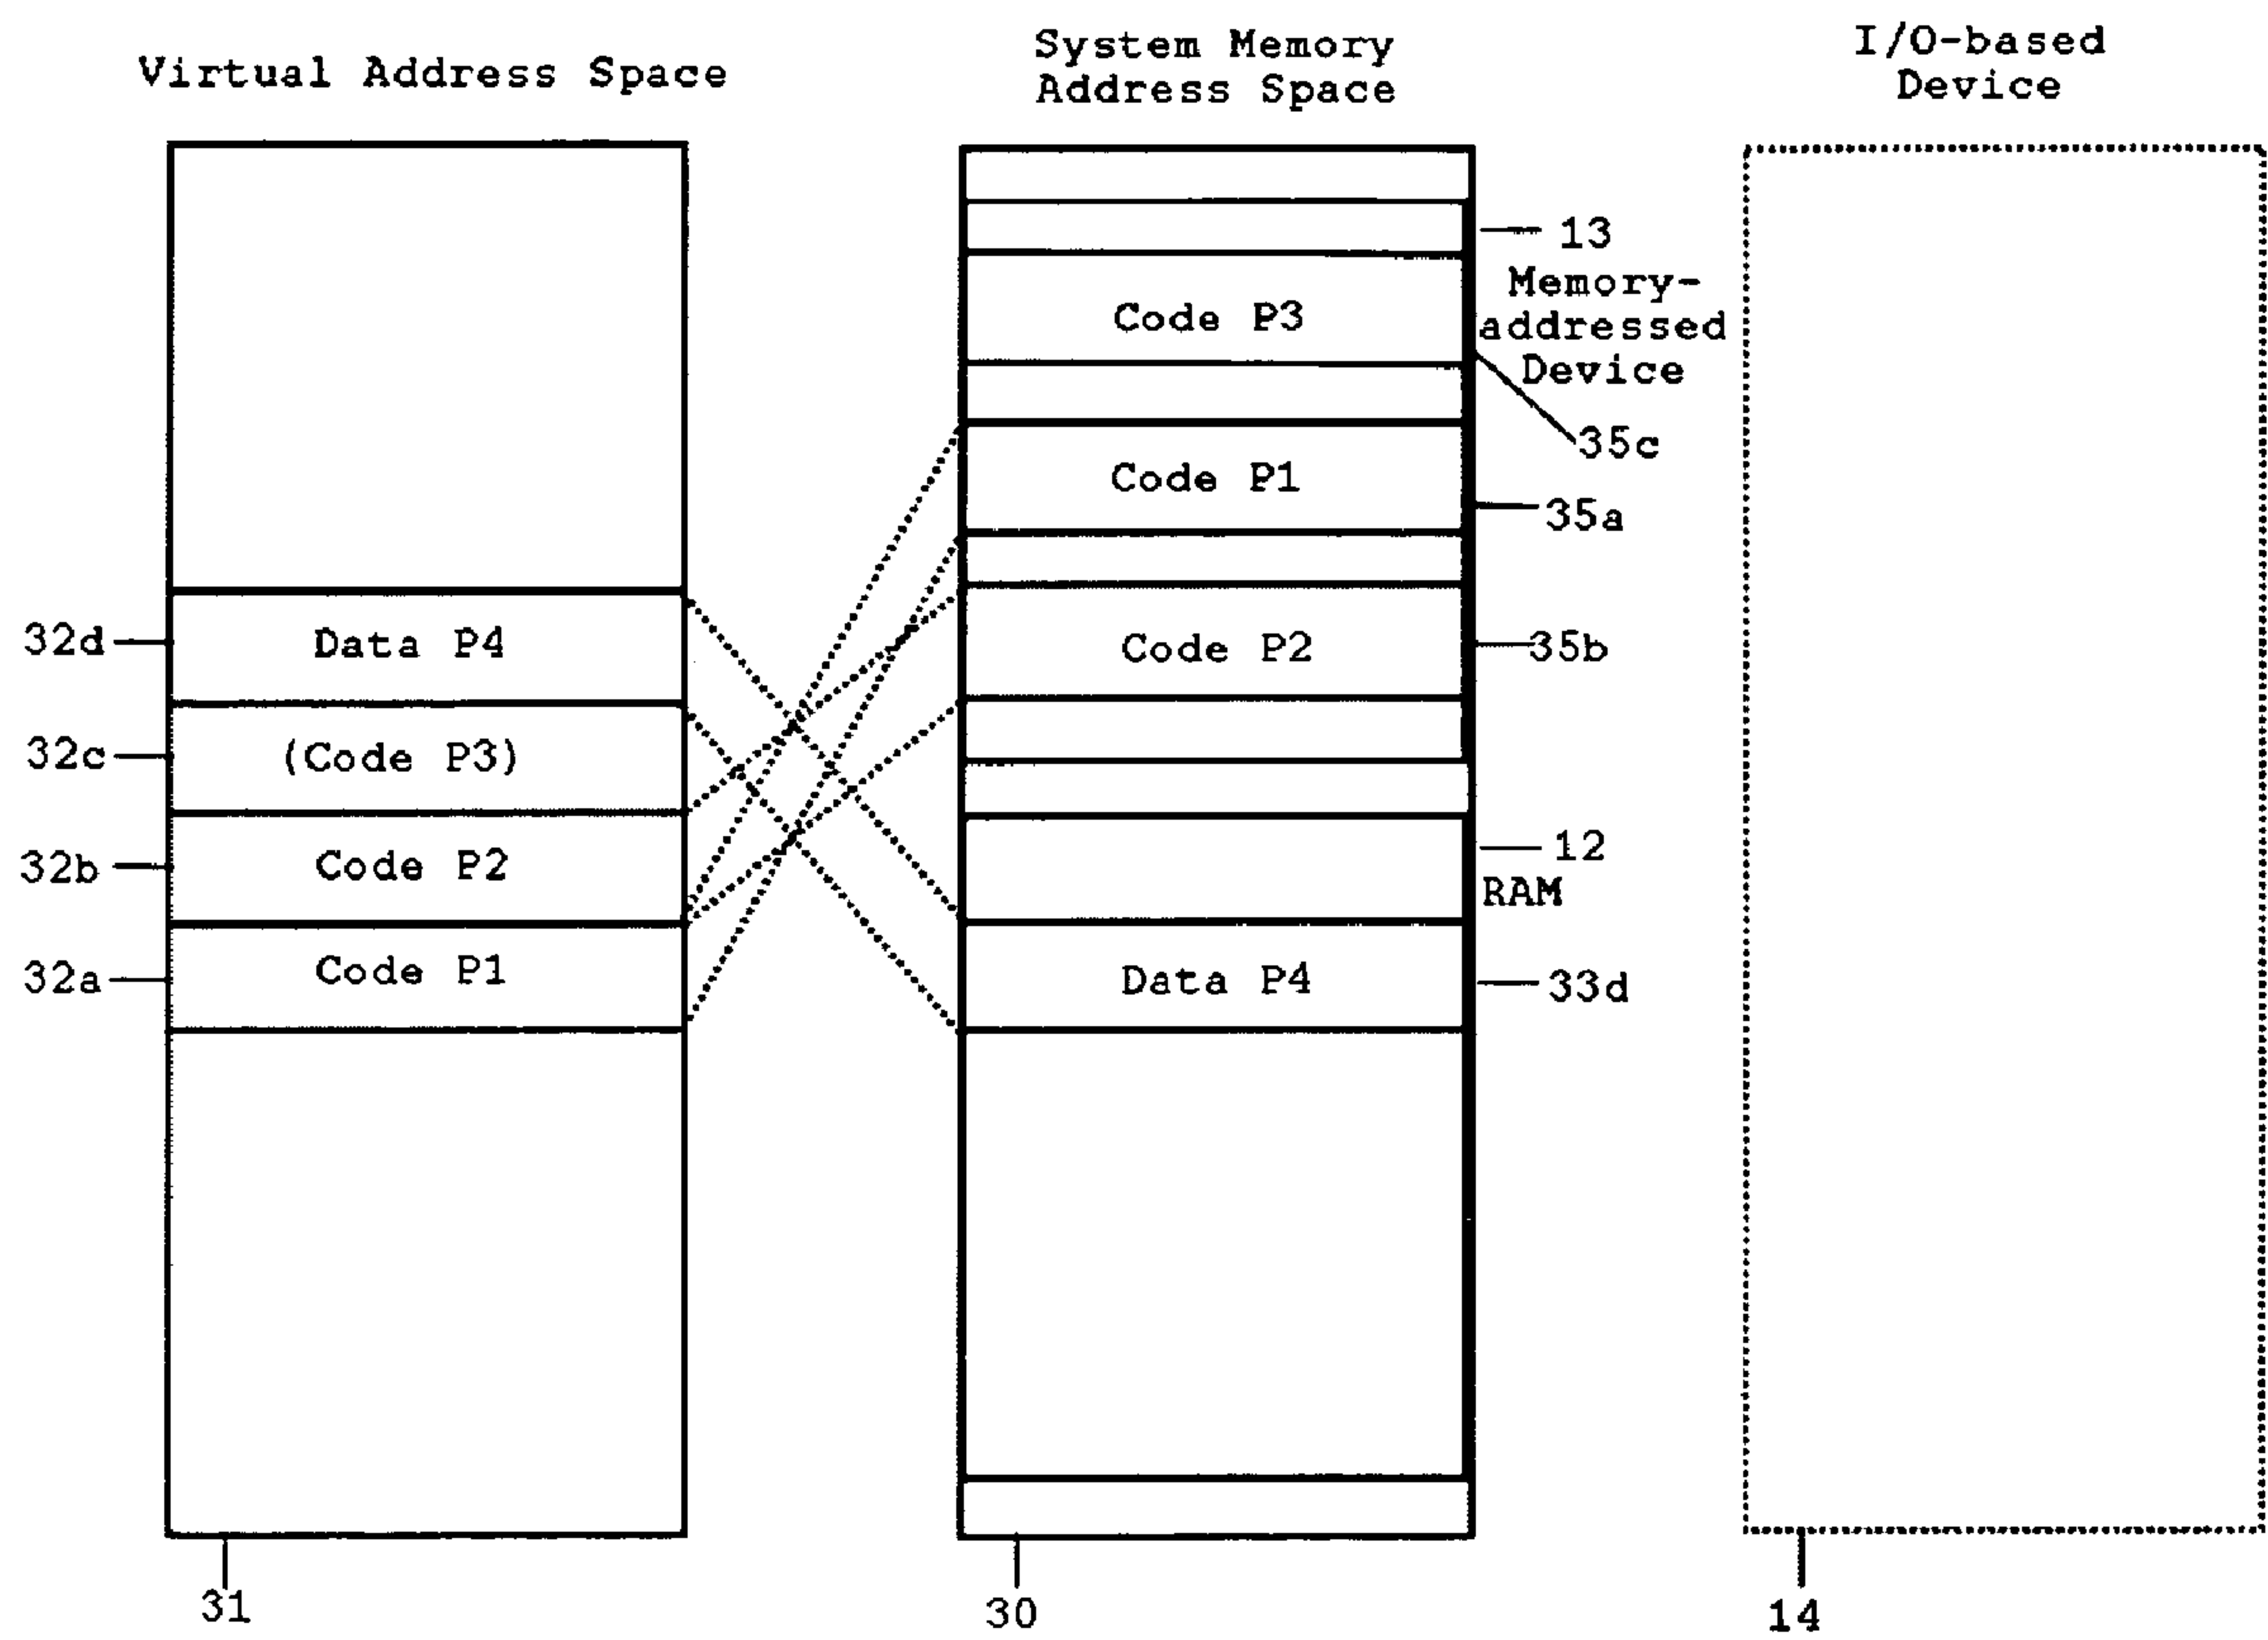 Virtual Address Space
System Memory
Address Space
I/O-based
Device
13
Memory-
addressed
Device
Code P3
35c
Code P1
35a
Code P2
35b
32d
Data P4
32c
(Code P3)
32b
Code P2
32a
Code P1
12
RAM
Data P4
33d
31
30
14